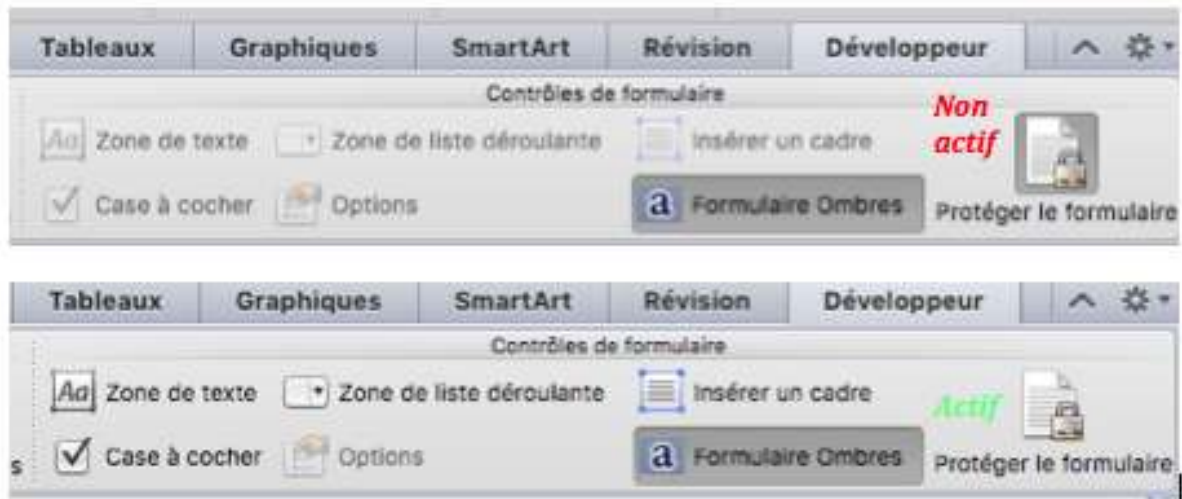 Tableaux Graphiques SmartArt Révision Développeur
Contrôles de formulaire
Aa Zone de texte Zone de liste déroulante Insérer un cadre Non
actif
Case à cocher Options a Formulaire Ombres Protéger le formulaire
Tableaux Graphiques SmartArt Révision Développeur
Contrôles de formulaire
Aa Zone de texte Zone de liste déroulante Insérer un cadre Actif
s Case à cocher Options a Formulaire Ombres Protéger le formulaire